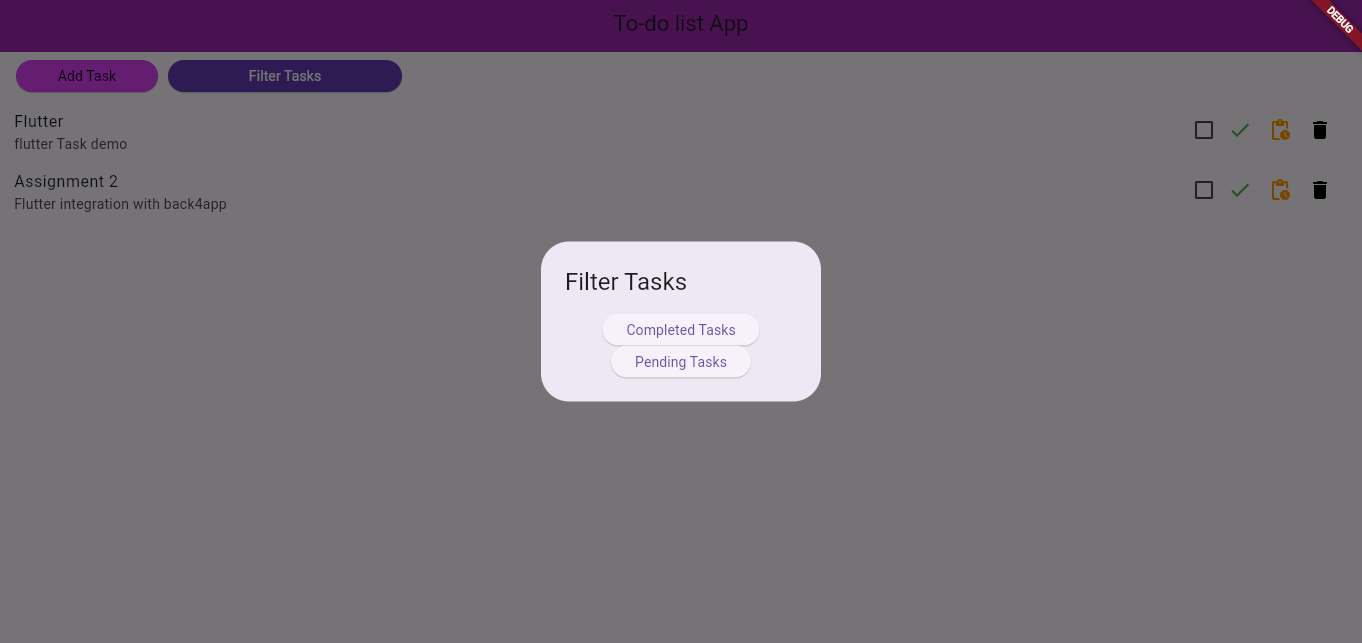 To-do list App
DEBUG
Add Task
Filter Tasks
Flutter
flutter Task demo
Assignment 2
Flutter integration with back4app
Filter Tasks
Completed Tasks
Pending Tasks